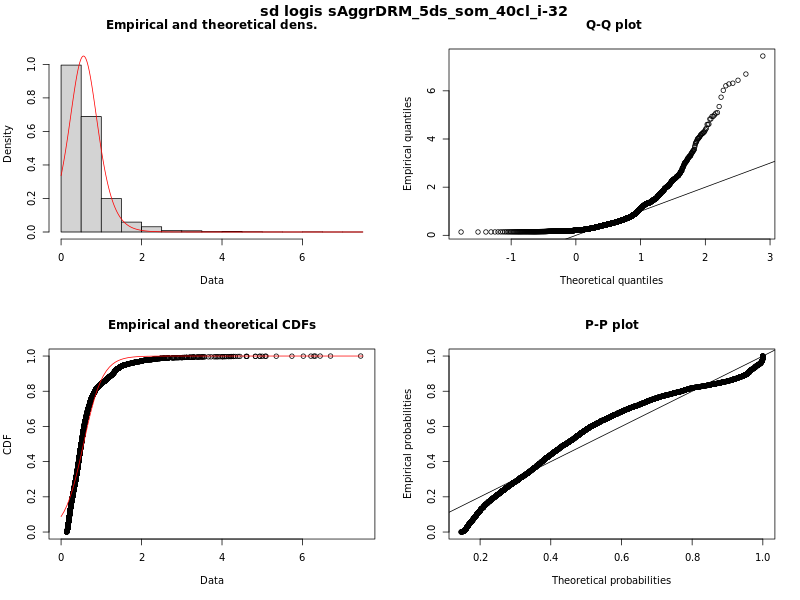 sd logis sAggrDRM_5ds_som_40cl_i-32
Empirical and theoretical dens.
Density
0.0 0.2 0.4 0.6 0.8 1.0
0 2 4 6
Data
Q-Q plot
Empirical quantiles
0 2 4 6
-1 0 1 2 3
Theoretical quantiles
Empirical and theoretical CDFs
CDF
0.0 0.2 0.4 0.6 0.8 1.0
0 2 4 6
Data
P-P plot
Empirical probabilities
0.0 0.2 0.4 0.6 0.8 1.0
0.2 0.4 0.6 0.8 1.0
Theoretical probabilities